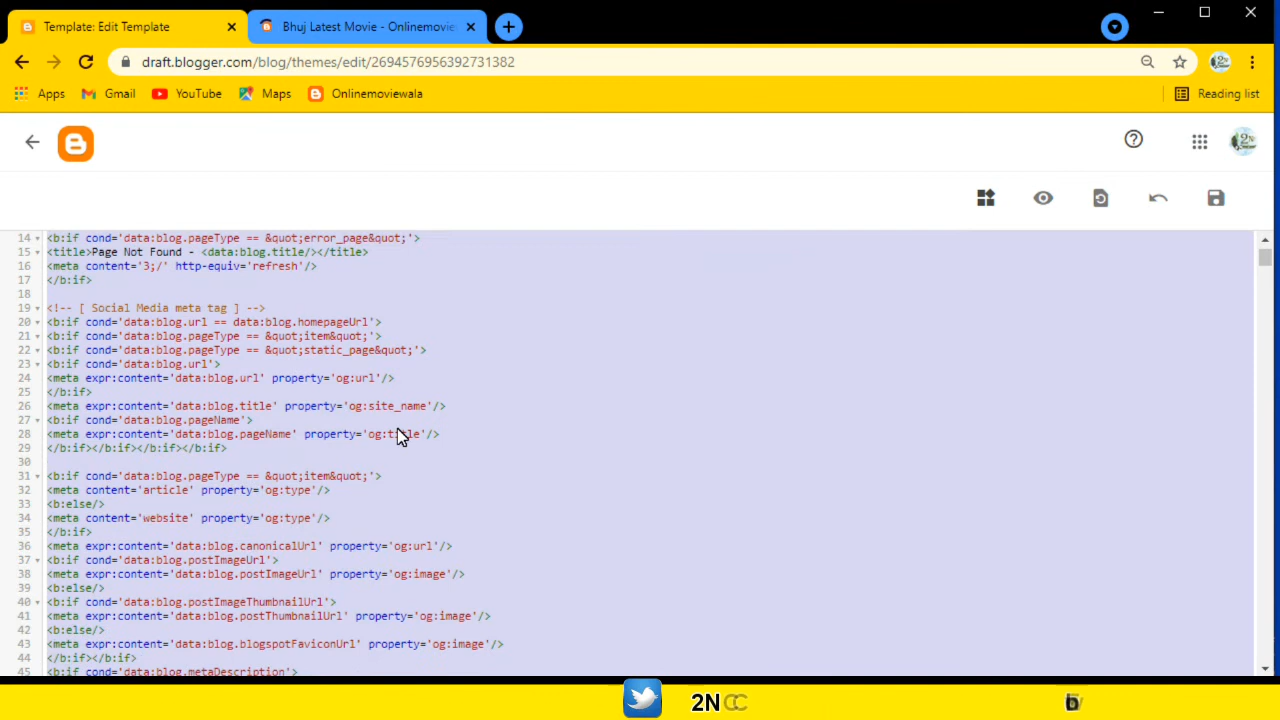 Template: Edit Template
Bhuj Latest Movie - Onlinemovie
draft.blogger.com/blog/themes/edit/2694576956392731382
Apps
Gmail
YouTube
Maps
Onlinemoviewala
Reading list
14 <b:if cond='data:blog.pageType == &quot;error_page&quot;'>
15 <title>Page Not Found - <data:blog.title/></title>
16 <meta content='3;/' http-equiv='refresh'/>
17 </b:if>
18
19 <!-- [ Social Media meta tag ] -->
20 <b:if cond='data:blog.url == data:blog.homepageUrl'>
21 <b:if cond='data:blog.pageType == &quot;item&quot;'>
22 <b:if cond='data:blog.pageType == &quot;static_page&quot;'>
23 <b:if cond='data:blog.url'>
24 <meta expr:content='data:blog.url' property='og:url'/>
25 </b:if>
26 <meta expr:content='data:blog.title' property='og:site_name'/>
27 <b:if cond='data:blog.pageName'>
28 <meta expr:content='data:blog.pageName' property='og:title'/>
29 </b:if></b:if></b:if></b:if>
30
31 <b:if cond='data:blog.pageType == &quot;item&quot;'>
32 <meta content='article' property='og:type'/>
33 <b:else/>
34 <meta content='website' property='og:type'/>
35 </b:if>
36 <meta expr:content='data:blog.canonicalUrl' property='og:url'/>
37 <b:if cond='data:blog.postImageUrl'>
38 <meta expr:content='data:blog.postImageUrl' property='og:image'/>
39 <b:else/>
40 <b:if cond='data:blog.postImageThumbnailUrl'>
41 <meta expr:content='data:blog.postThumbnailUrl' property='og:image'/>
42 <b:else/>
43 <meta expr:content='data:blog.blogspotFaviconUrl' property='og:image'/>
44 </b:if></b:if>
45 <b:if cond='data:blog.metaDescription'>
2N